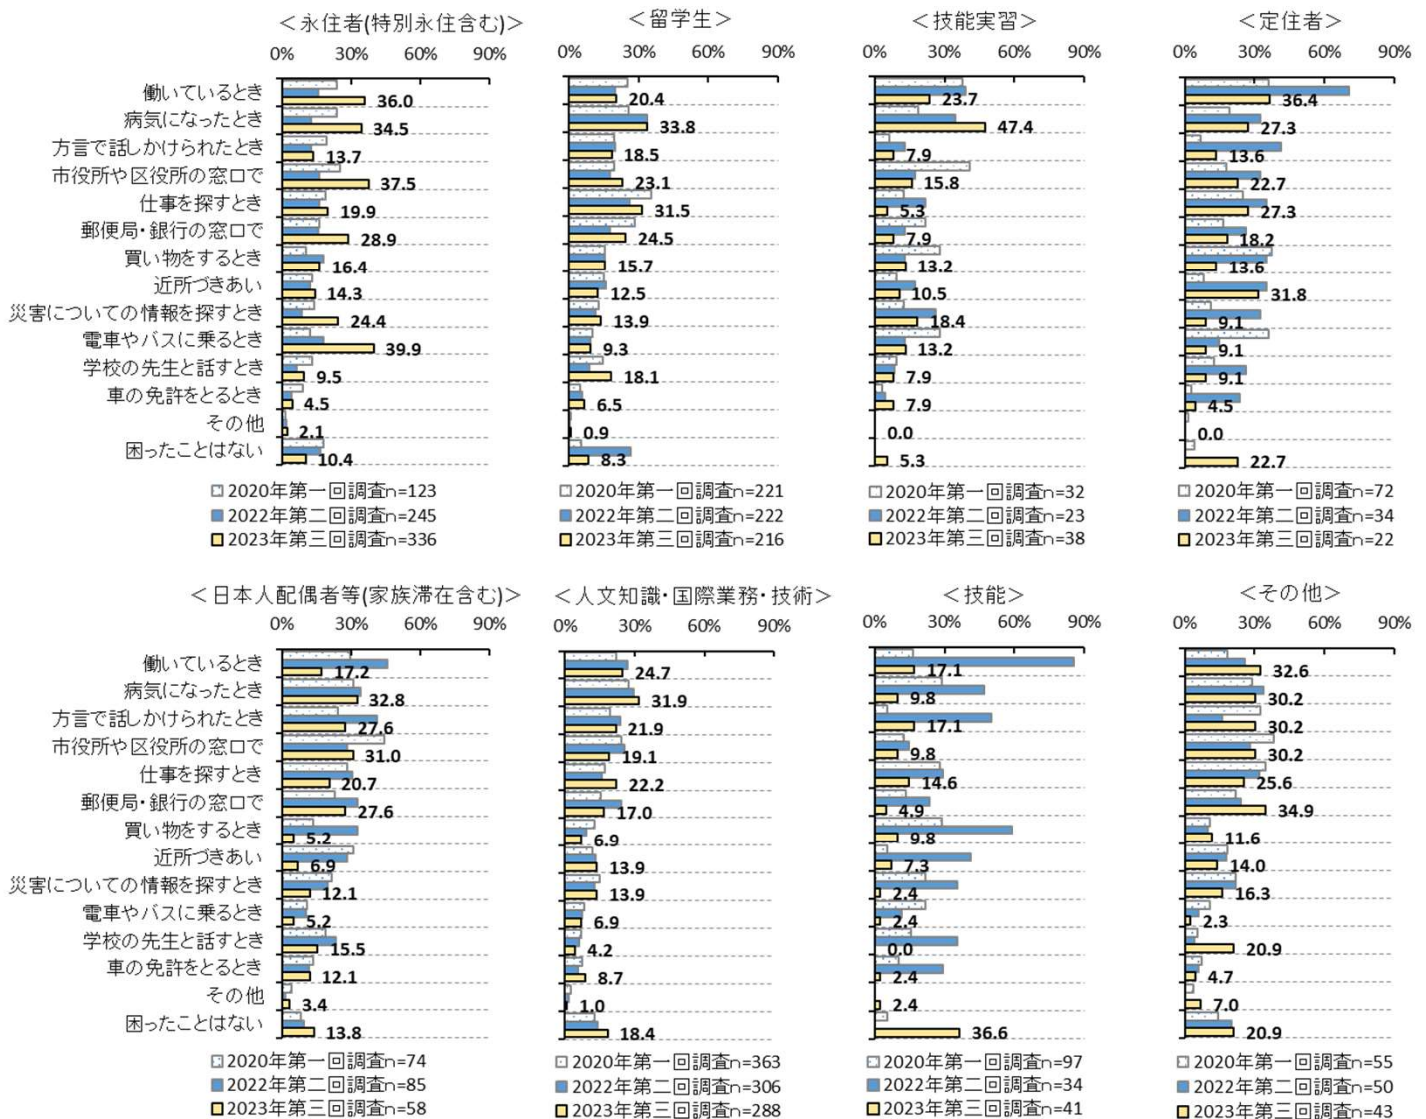 ＜永住者(特別永住含む)＞ ＜留学生＞ ＜技能実習＞ ＜定住者＞
0% 30% 60% 90% 0% 30% 60% 90% 0% 30% 60% 90% 0% 30% 60% 90%
働いているとき 36.0 20.4 23.7 36.4
病気になったとき 34.5 33.8 47.4 27.3
方言で話しかけられたとき 13.7 18.5 7.9 13.6
市役所や区役所の窓口で 37.5 23.1 15.8 22.7
仕事を探すとき 19.9 31.5 5.3 27.3
郵便局・銀行の窓口で 28.9 24.5 7.9 18.2
買い物をするとき 16.4 15.7 13.2 13.6
近所づきあい 14.3 12.5 10.5 31.8
災害についての情報を探すとき 24.4 13.9 18.4 9.1
電車やバスに乗るとき 39.9 9.3 13.2 9.1
学校の先生と話すとき 9.5 18.1 7.9 9.1
車の免許をとるとき 4.5 6.5 7.9 4.5
その他 2.1 0.9 0.0 0.0
困ったことはない 10.4 8.3 5.3 22.7
2020年第一回調査n=123 2020年第一回調査n=221 2020年第一回調査n=32 2020年第一回調査n=72
2022年第二回調査n=245 2022年第二回調査n=222 2022年第二回調査n=23 2022年第二回調査n=34
2023年第三回調査n=336 2023年第三回調査n=216 2023年第三回調査n=38 2023年第三回調査n=22
＜日本人配偶者等(家族滞在含む)＞ ＜人文知識・国際業務・技術＞ ＜技能＞ ＜その他＞
0% 30% 60% 90% 0% 30% 60% 90% 0% 30% 60% 90% 0% 30% 60% 90%
働いているとき 17.2 24.7 17.1 32.6
病気になったとき 32.8 31.9 9.8 30.2
方言で話しかけられたとき 27.6 21.9 17.1 30.2
市役所や区役所の窓口で 31.0 19.1 9.8 30.2
仕事を探すとき 20.7 22.2 14.6 25.6
郵便局・銀行の窓口で 27.6 17.0 4.9 34.9
買い物をするとき 5.2 6.9 9.8 11.6
近所づきあい 6.9 13.9 7.3 14.0
災害についての情報を探すとき 12.1 13.9 2.4 16.3
電車やバスに乗るとき 5.2 6.9 2.4 2.3
学校の先生と話すとき 15.5 4.2 0.0 20.9
車の免許をとるとき 12.1 8.7 2.4 4.7
その他 3.4 1.0 2.4 7.0
困ったことはない 13.8 18.4 36.6 20.9
2020年第一回調査n=74 2020年第一回調査n=363 2020年第一回調査n=97 2020年第一回調査n=55
2022年第二回調査n=85 2022年第二回調査n=306 2022年第二回調査n=34 2022年第二回調査n=50
2023年第三回調査n=58 2023年第三回調査n=288 2023年第三回調査n=41 2023年第三回調査n=43